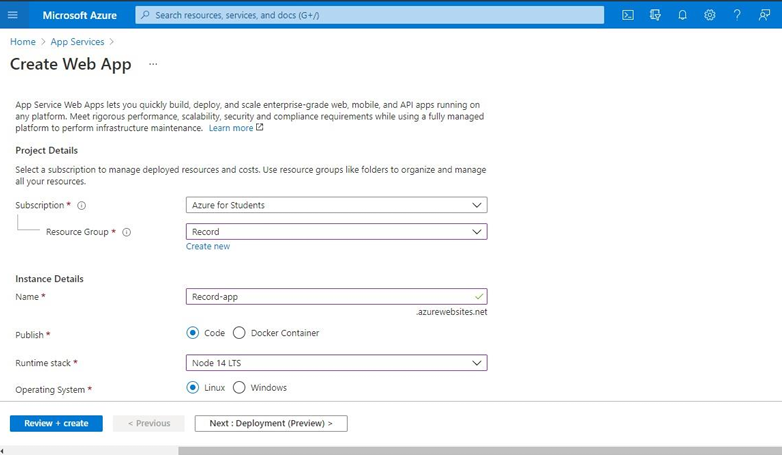 Microsoft Azure
Search resources, services, and docs (G+/)
Home > App Services >
Create Web App ...
App Service Web Apps lets you quickly build, deploy, and scale enterprise-grade web, mobile, and API apps running on
any platform. Meet rigorous performance, scalability, security and compliance requirements while using a fully managed
platform to perform infrastructure maintenance. Learn more
Project Details
Select a subscription to manage deployed resources and costs. Use resource groups like folders to organize and manage
all your resources.
Subscription * Azure for Students
Resource Group * Record
Create new
Instance Details
Name * Record-app
.azurewebsites.net
Publish * Code Docker Container
Runtime stack * Node 14 LTS
Operating System * Linux Windows
Review + create < Previous Next : Deployment (Preview) >